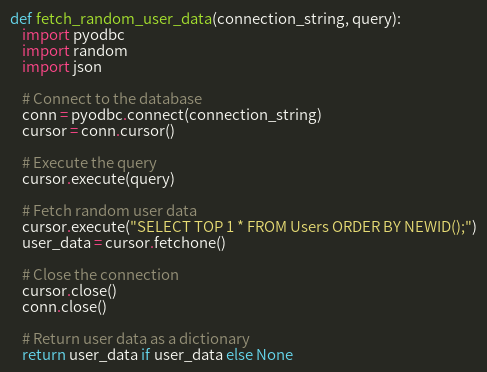 def fetch_random_user_data(connection_string, query):
    import pyodbc
    import random
    import json

    # Connect to the database
    conn = pyodbc.connect(connection_string)
    cursor = conn.cursor()

    # Execute the query
    cursor.execute(query)

    # Fetch random user data
    cursor.execute("SELECT TOP 1 * FROM Users ORDER BY NEWID();")
    user_data = cursor.fetchone()

    # Close the connection
    cursor.close()
    conn.close()

    # Return user data as a dictionary
    return user_data if user_data else None